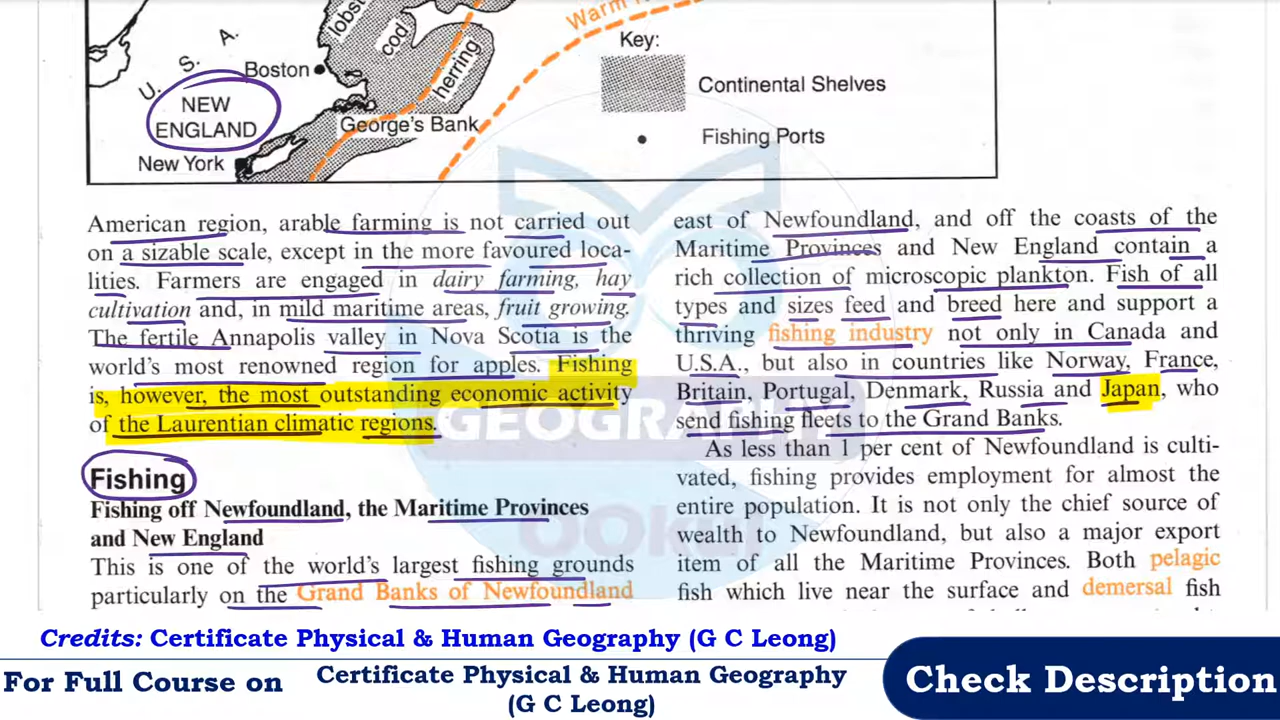 lobst
cod
herring
Warm
U. S. A.
Boston
NEW
ENGLAND
New York
George's Bank
Key:
Continental Shelves
Fishing Ports
American region, arable farming is not carried out
on a sizable scale, except in the more favoured loca-
lities. Farmers are engaged in dairy farming, hay
cultivation and, in mild maritime areas, fruit growing.
The fertile Annapolis valley in Nova Scotia is the
world's most renowned region for apples. Fishing
is, however, the most outstanding economic activity
of the Laurentian climatic regions.
Fishing
Fishing off Newfoundland, the Maritime Provinces
and New England
This is one of the world's largest fishing grounds
particularly on the Grand Banks of Newfoundland
east of Newfoundland, and off the coasts of the
Maritime Provinces and New England contain a
rich collection of microscopic plankton. Fish of all
types and sizes feed and breed here and support a
thriving fishing industry not only in Canada and
U.S.A., but also in countries like Norway, France,
Britain, Portugal, Denmark, Russia and Japan, who
send fishing fleets to the Grand Banks.
As less than 1 per cent of Newfoundland is culti-
vated, fishing provides employment for almost the
entire population. It is not only the chief source of
wealth to Newfoundland, but also a major export
item of all the Maritime Provinces. Both pelagic
fish which live near the surface and demersal fish
GEOGRAPHY
Credits: Certificate Physical & Human Geography (G C Leong)
For Full Course on
Certificate Physical & Human Geography
(G C Leong)
Check Description